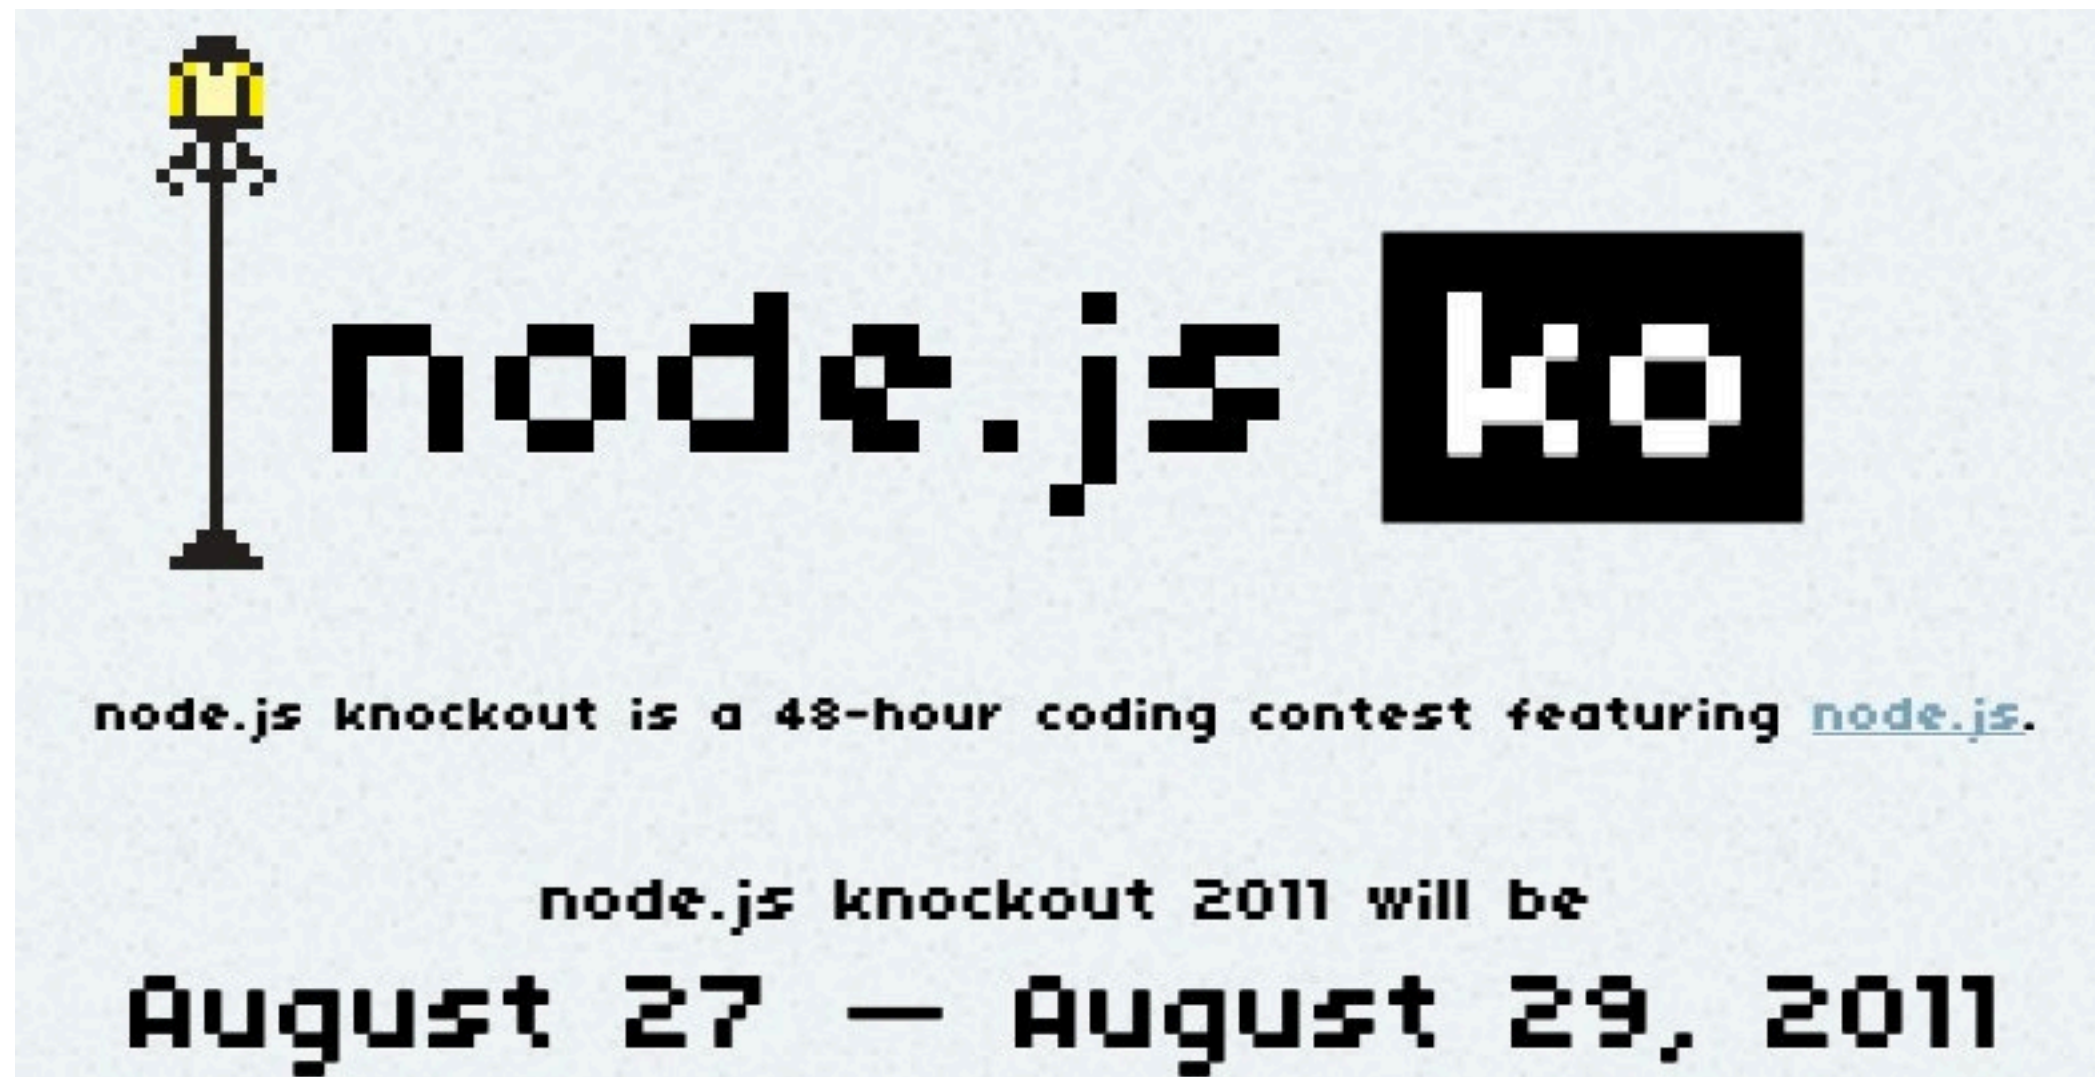 node.js ko
node.js knockout is a 48-hour coding contest featuring node.js.
node.js knockout 2011 will be
August 27 — August 29, 2011